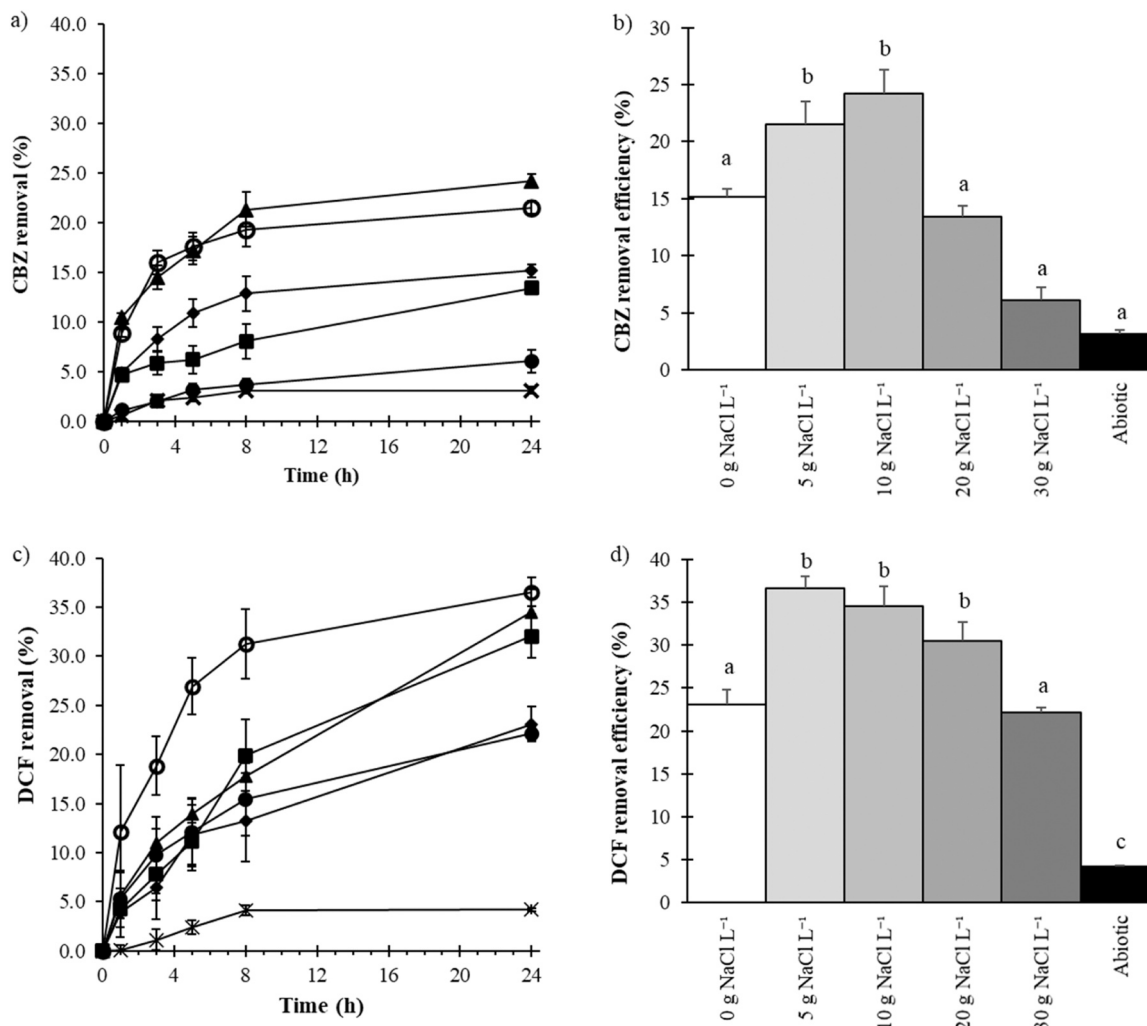 a)
40.0
35.0
30.0
25.0
20.0
15.0
10.0
5.0
0.0
CBZ removal (%)
0 4 8 12 16 20 24
Time (h)
b)
30
25
20
15
10
5
0
CBZ removal efficiency (%)
a
b
b
a
a
a
0 g NaCl L⁻¹
5 g NaCl L⁻¹
10 g NaCl L⁻¹
20 g NaCl L⁻¹
30 g NaCl L⁻¹
Abiotic
c)
40.0
35.0
30.0
25.0
20.0
15.0
10.0
5.0
0.0
DCF removal (%)
0 4 8 12 16 20 24
Time (h)
d)
40
35
30
25
20
15
10
5
0
DCF removal efficiency (%)
a
b
b
b
a
c
0 g NaCl L⁻¹
5 g NaCl L⁻¹
10 g NaCl L⁻¹
20 g NaCl L⁻¹
30 g NaCl L⁻¹
Abiotic